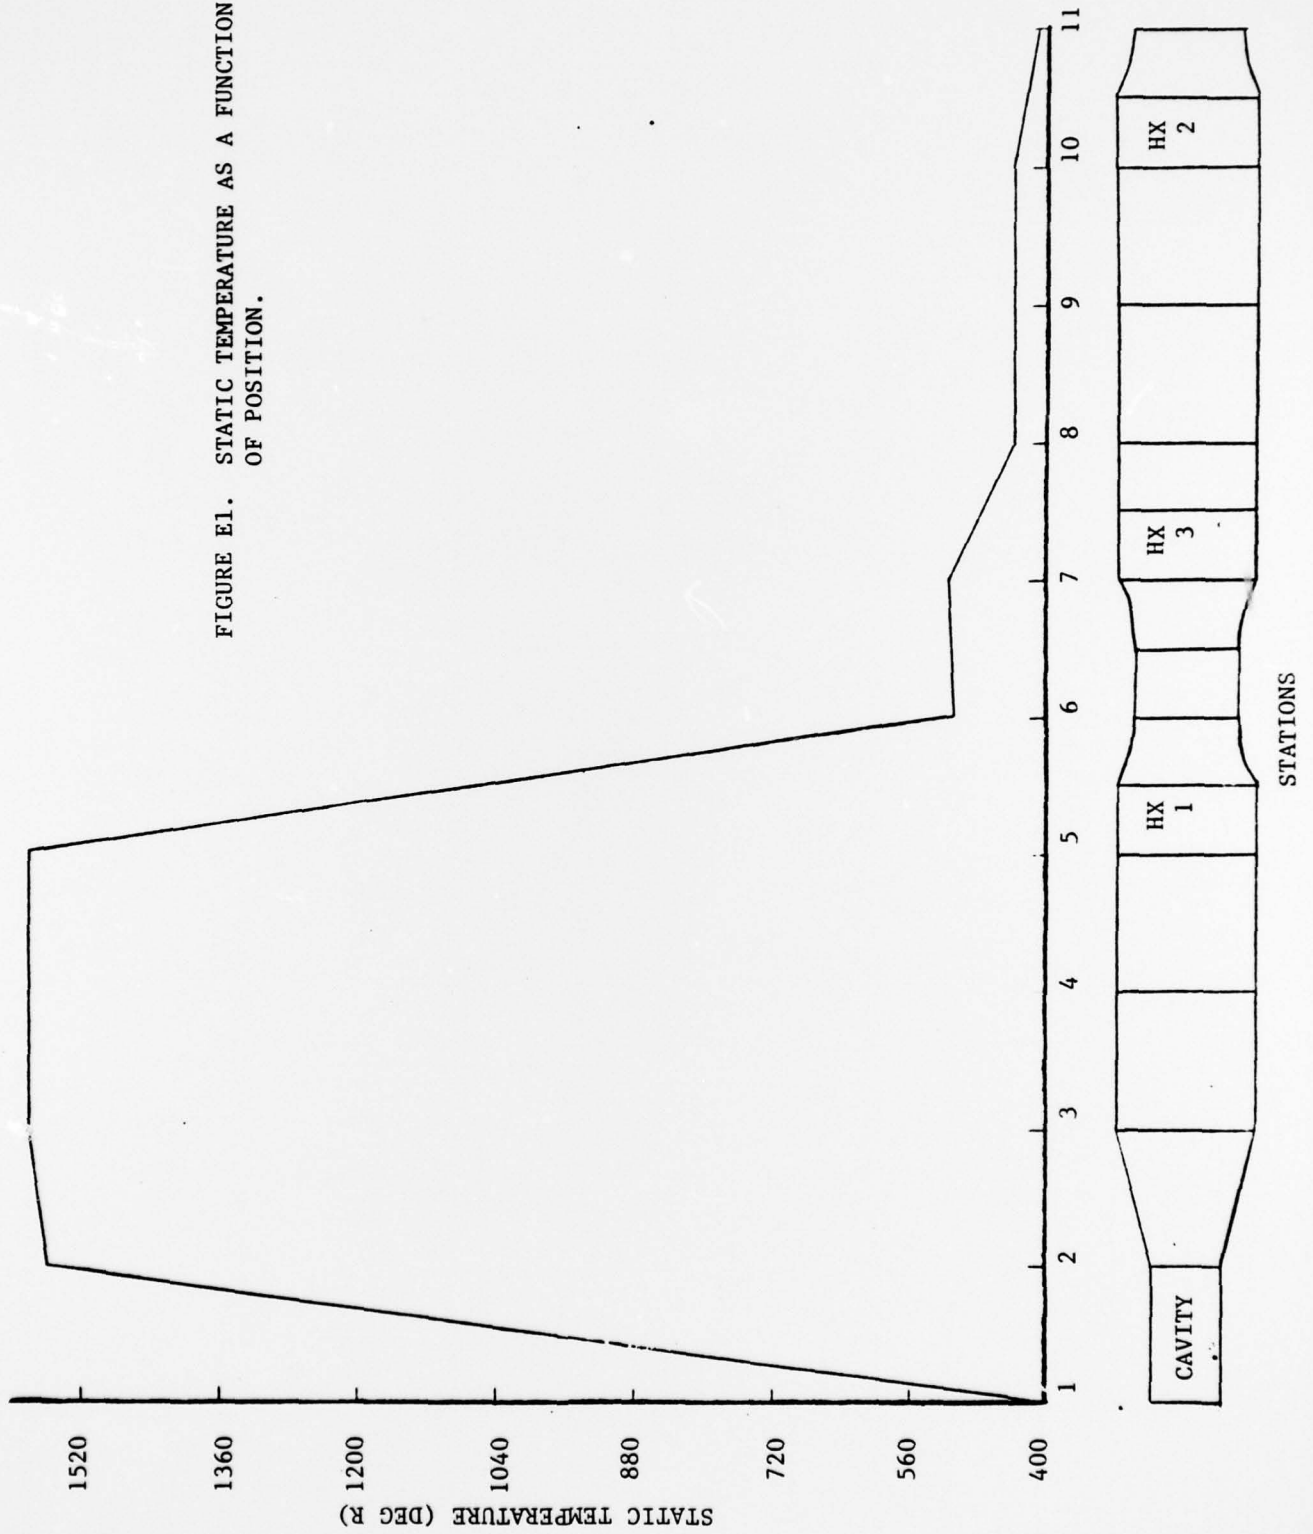 FIGURE E1. STATIC TEMPERATURE AS A FUNCTION
OF POSITION.
STATIC TEMPERATURE (DEG R)
1520
1360
1200
1040
880
720
560
400
1 2 3 4 5 6 7 8 9 10 11
CAVITY
HX
1
HX
3
HX
2
STATIONS